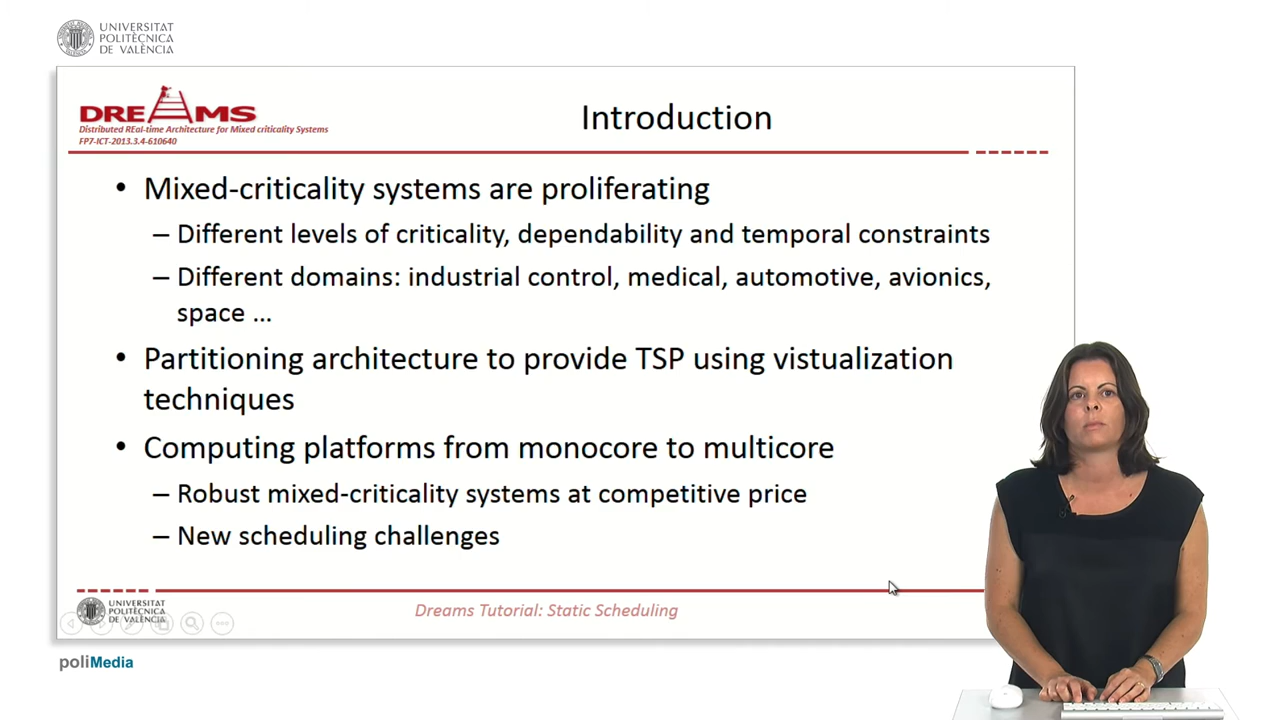 UNIVERSITAT
POLITÈCNICA
DE VALÈNCIA
DREAMS
Distributed REal-time Architecture for Mixed criticality Systems
FP7-ICT-2013.3.4-610640
Introduction
• Mixed-criticality systems are proliferating
– Different levels of criticality, dependability and temporal constraints
– Different domains: industrial control, medical, automotive, avionics,
space ...
• Partitioning architecture to provide TSP using vistualization
techniques
• Computing platforms from monocore to multicore
– Robust mixed-criticality systems at competitive price
– New scheduling challenges
UNIVERSITAT
POLITÈCNICA
DE VALÈNCIA
Dreams Tutorial: Static Scheduling
poliMedia